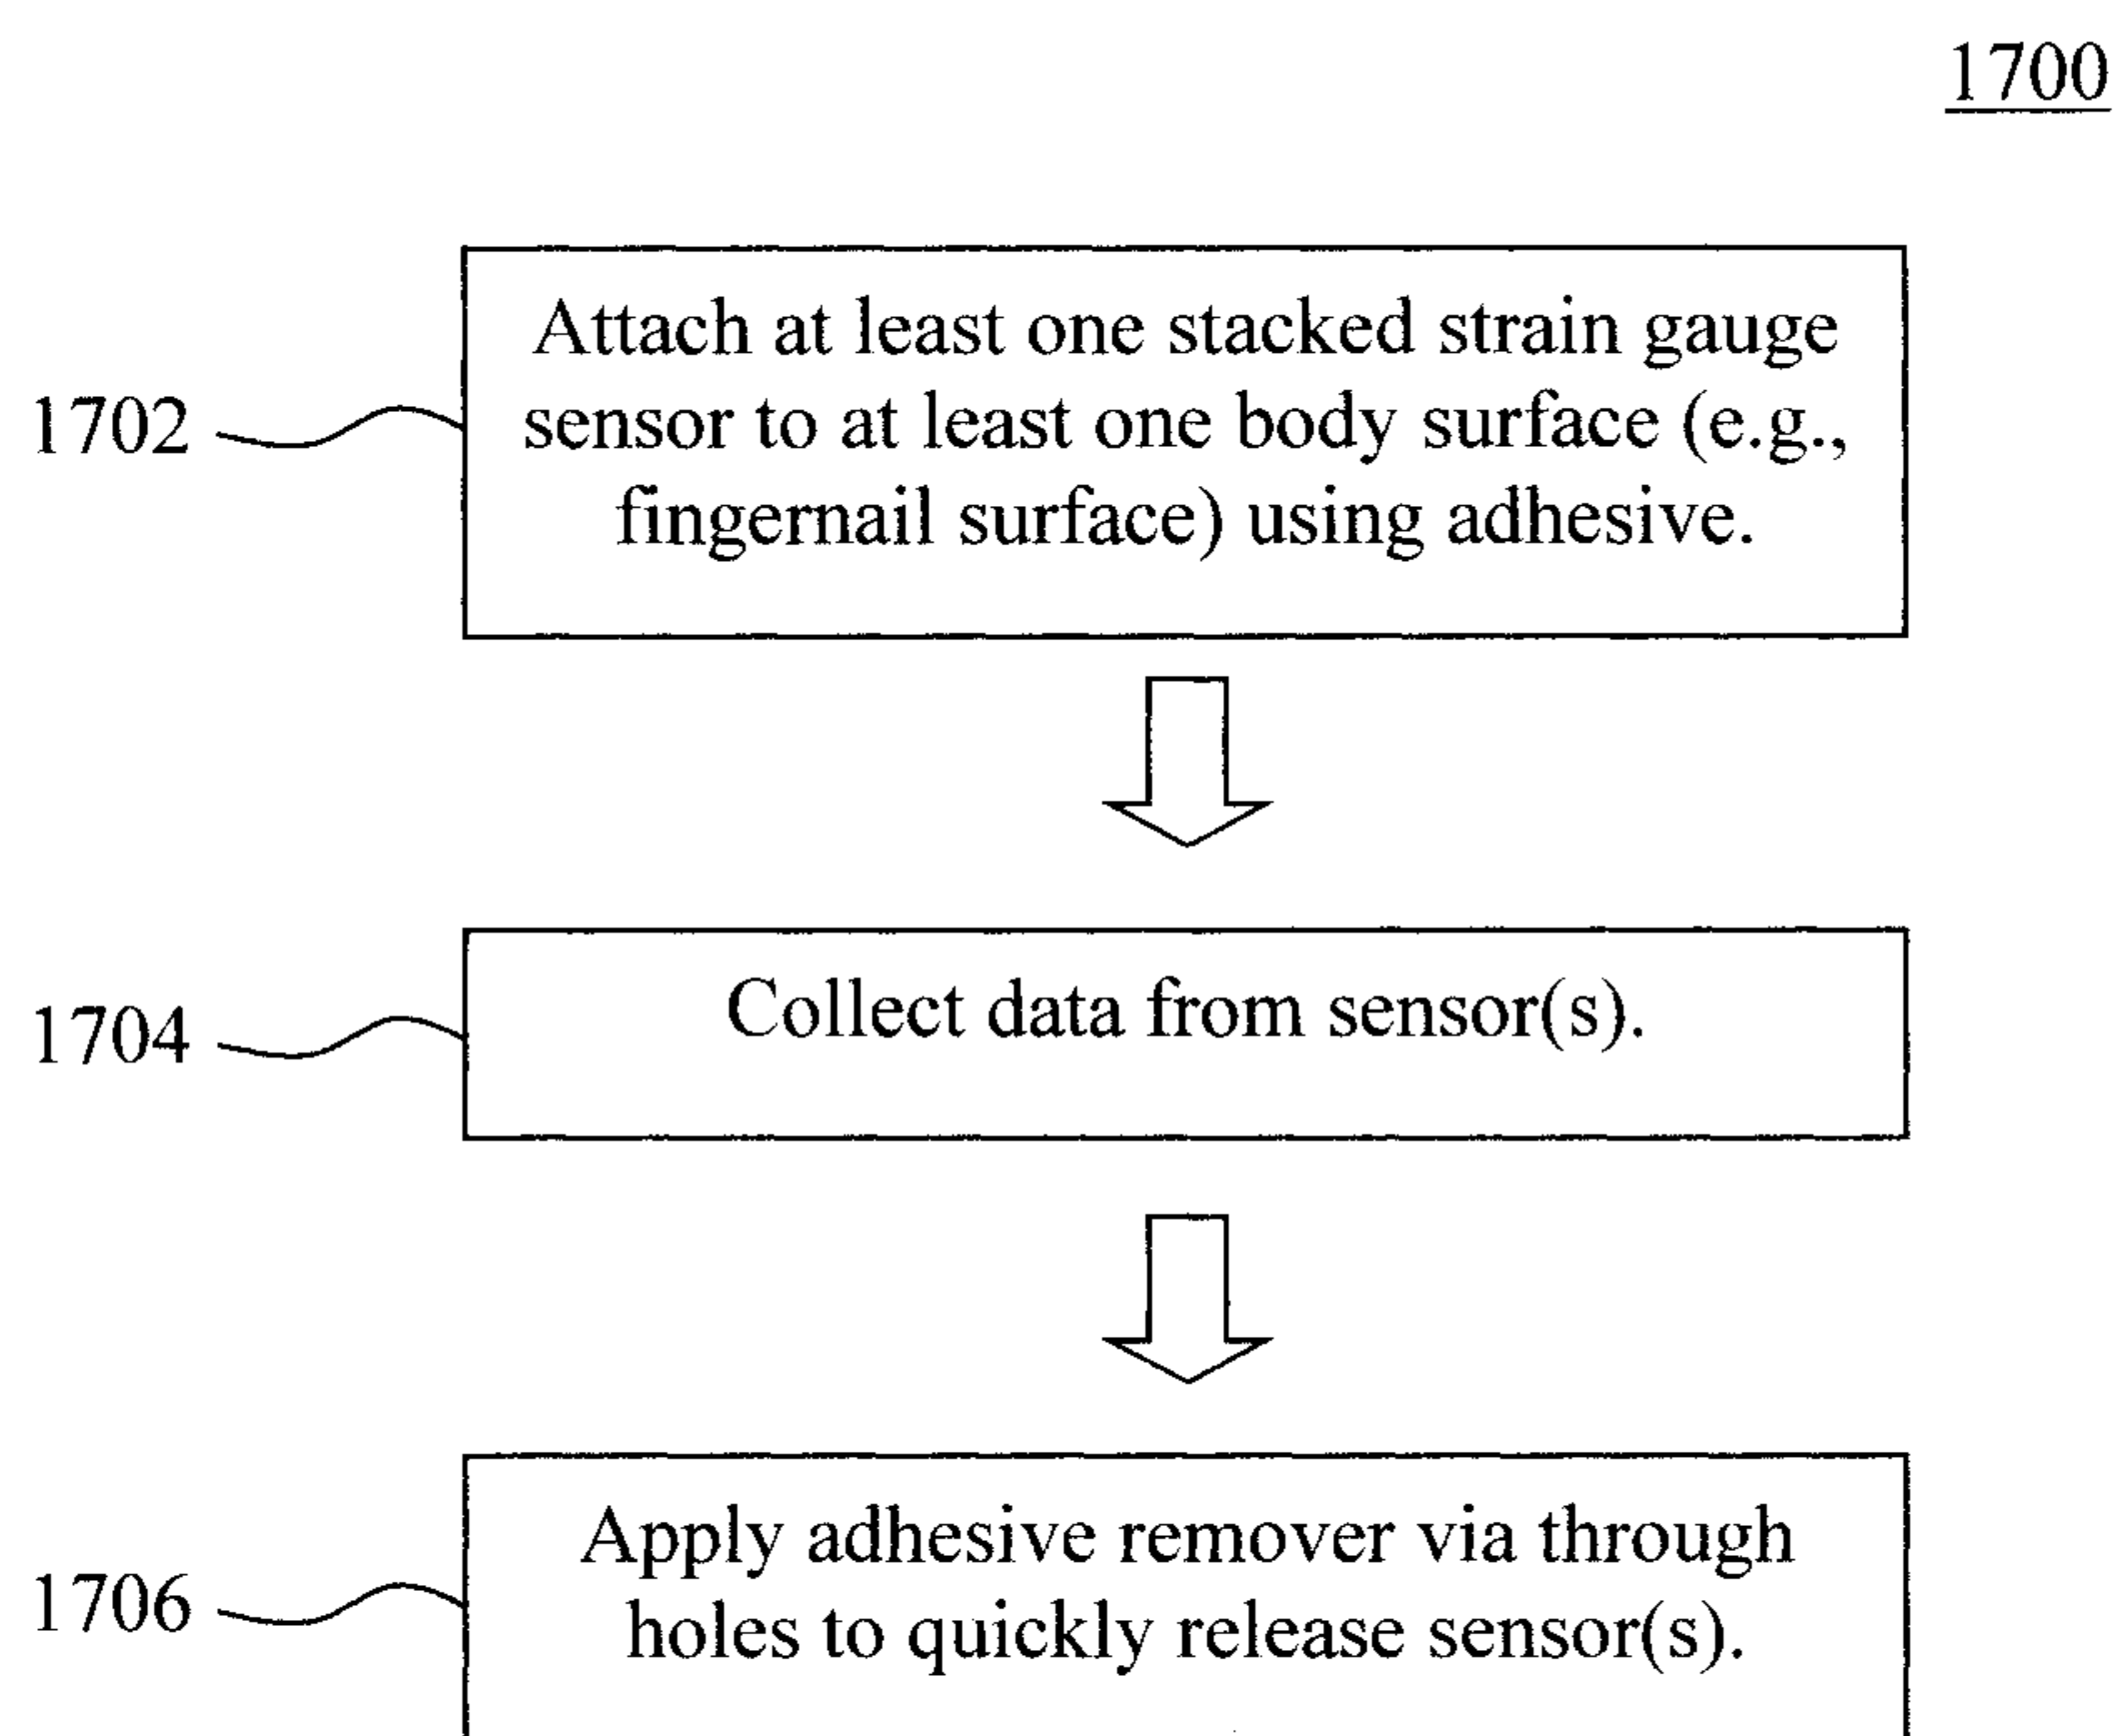 1700
Attach at least one stacked strain gauge
1702
sensor to at least one body surface (e.g.,
fingernail surface) using adhesive.
1704
Collect data from sensor(s).
Apply adhesive remover via through
1706
holes to quickly release sensor(s).